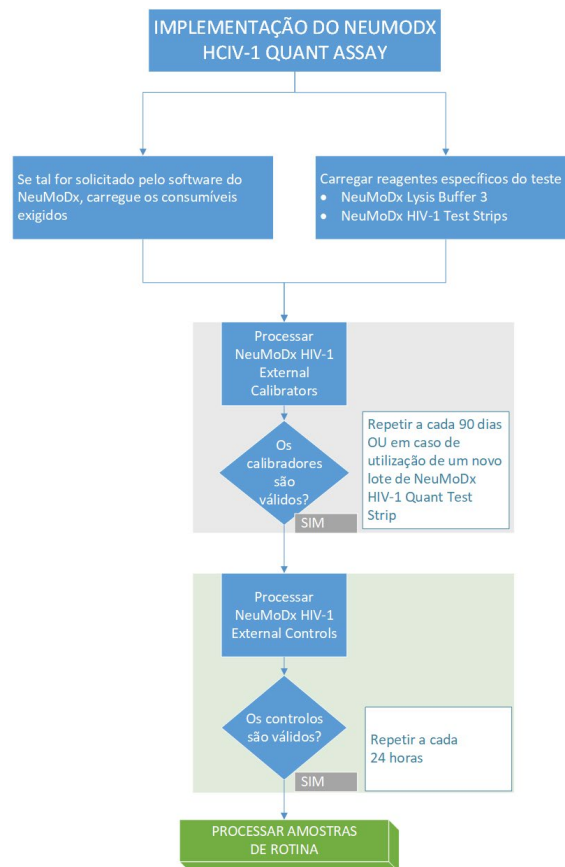 IMPLEMENTAÇÃO DO NEUMODX
HCIV-1 QUANT ASSAY
Se tal for solicitado pelo software do
NeuMoDx, carregue os consumíveis
exigidos
Carregar reagentes específicos do teste
• NeuMoDx Lysis Buffer 3
• NeuMoDx HIV-1 Test Strips
Processar
NeuMoDx HIV-1
External
Calibrators
Os
calibradores
são
válidos?
Repetir a cada 90 dias
OU em caso de
utilização de um novo
lote de NeuMoDx
HIV-1 Quant Test
Strip
SIM
Processar
NeuMoDx HIV-1
External Controls
Os controlos
são válidos?
Repetir a cada
24 horas
SIM
PROCESSAR AMOSTRAS
DE ROTINA